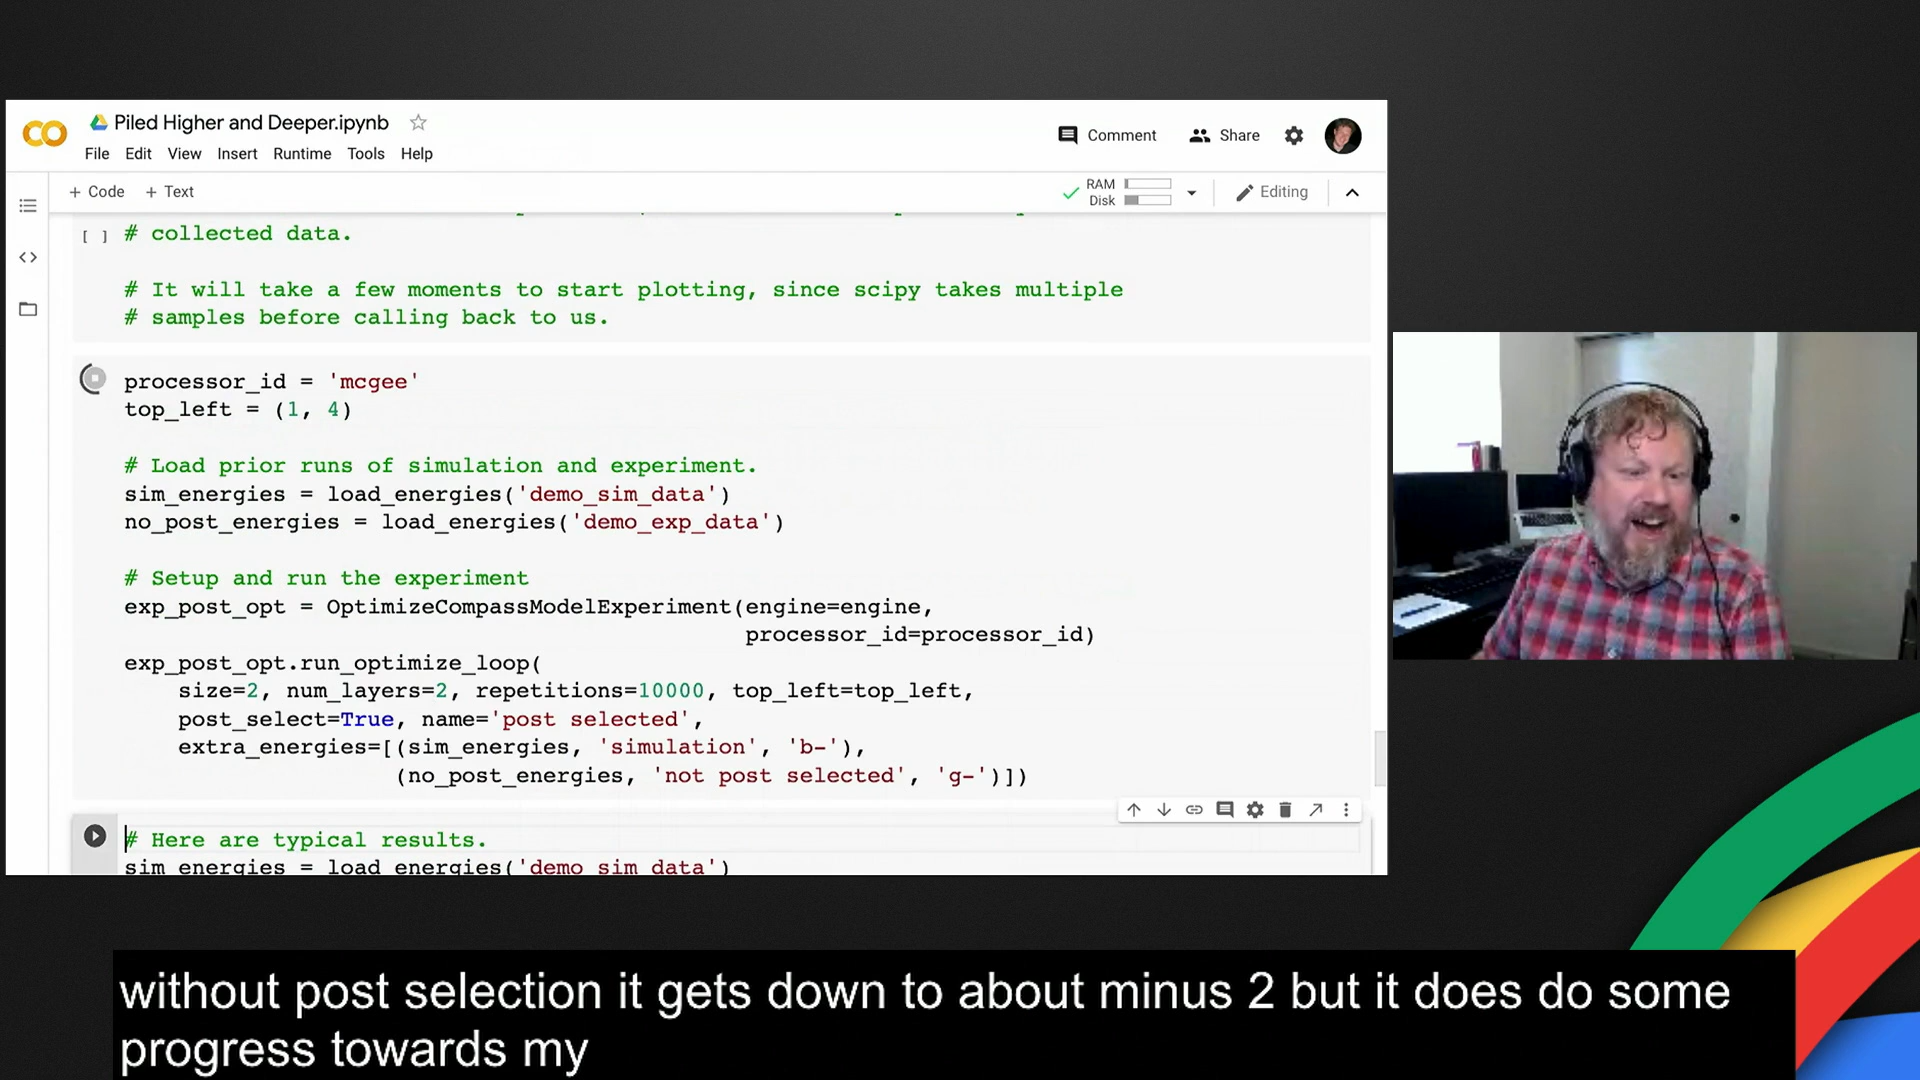 Piled Higher and Deeper.ipynb
File Edit View Insert Runtime Tools Help
Comment Share
+ Code + Text
RAM
Disk
Editing
[ ] # collected data.
# It will take a few moments to start plotting, since scipy takes multiple
# samples before calling back to us.
processor_id = 'mcgee'
top_left = (1, 4)
# Load prior runs of simulation and experiment.
sim_energies = load_energies('demo_sim_data')
no_post_energies = load_energies('demo_exp_data')
# Setup and run the experiment
exp_post_opt = OptimizeCompassModelExperiment(engine=engine,
processor_id=processor_id)
exp_post_opt.run_optimize_loop(
size=2, num_layers=2, repetitions=10000, top_left=top_left,
post_select=True, name='post selected',
extra_energies=[(sim_energies, 'simulation', 'b-'),
(no_post_energies, 'not post selected', 'g-')])
# Here are typical results.
sim_energies = load_energies('demo_sim_data')
without post selection it gets down to about minus 2 but it does do some
progress towards my